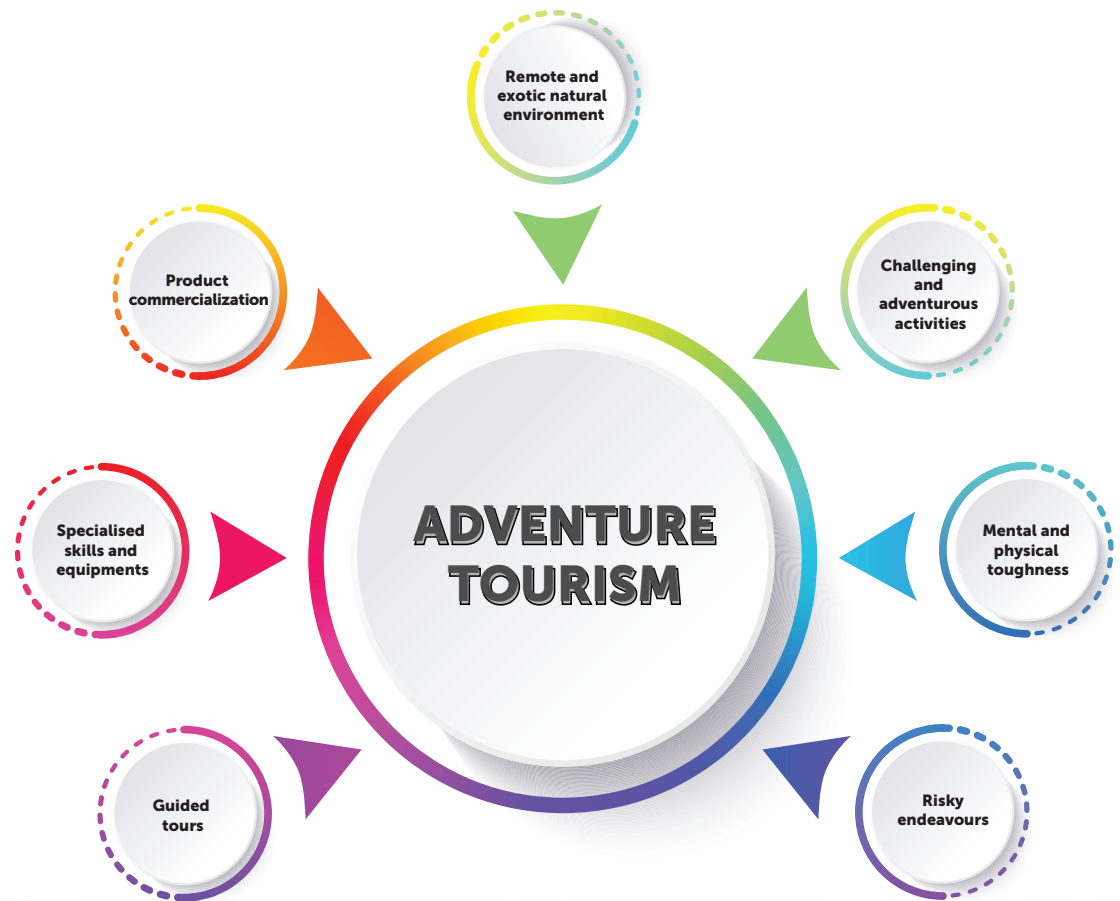 Remote and
exotic natural
environment
Product
commercialization
Challenging
and
adventurous
activities
Specialised
skills and
equipments
ADVENTURE
TOURISM
Mental and
physical
toughness
Guided
tours
Risky
endeavours